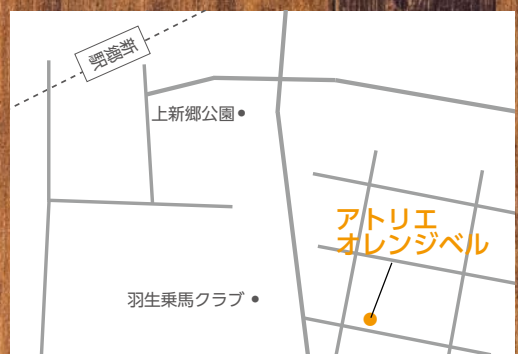 新郷駅
上新郷公園
アトリエ
オレンジベル
羽生乗馬クラブ